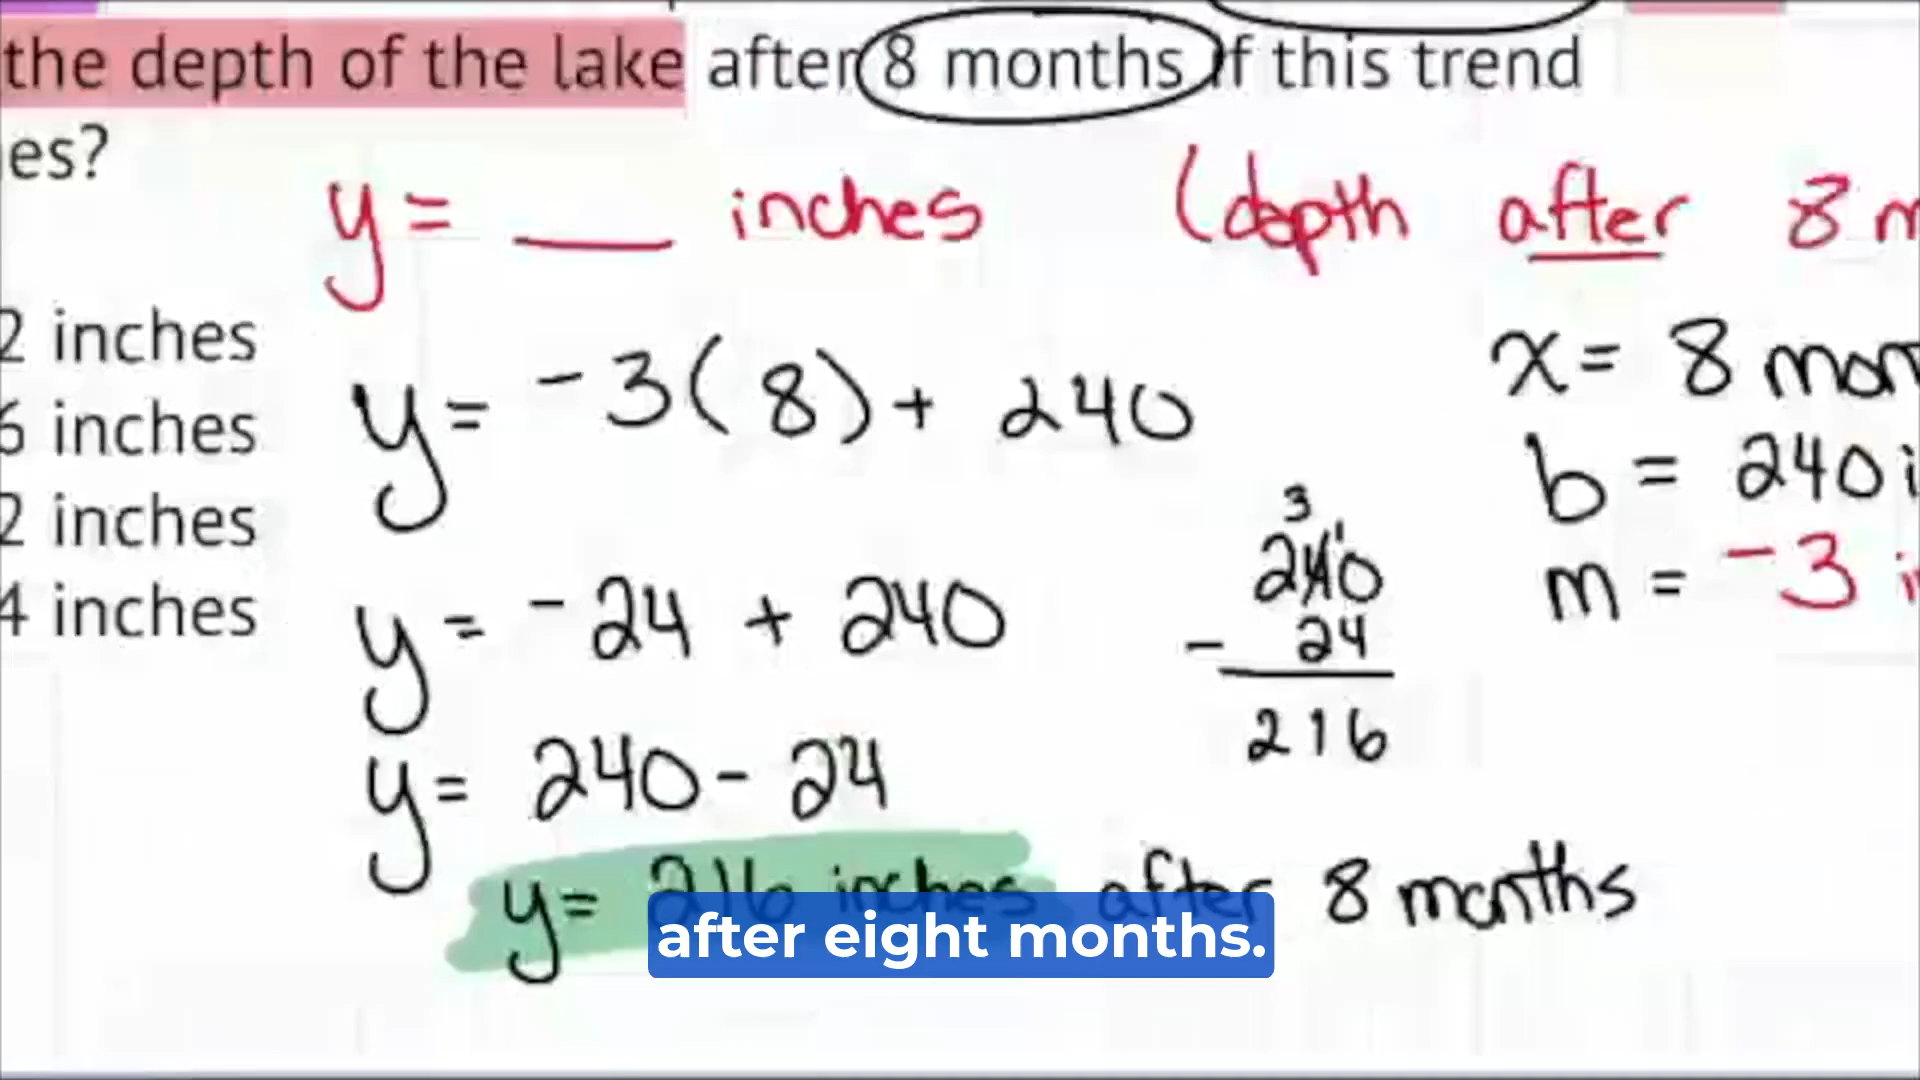 the depth of the lake after 8 months if this trend
es?
y = __ inches (depth after 8 m
2 inches
6 inches
2 inches
4 inches
y = -3(8) + 240
y = -24 + 240
y = 240 - 24
y = 216 inches after 8 months
3
240
- 24
216
x = 8 mon
b = 240 i
m = -3 i
after eight months.